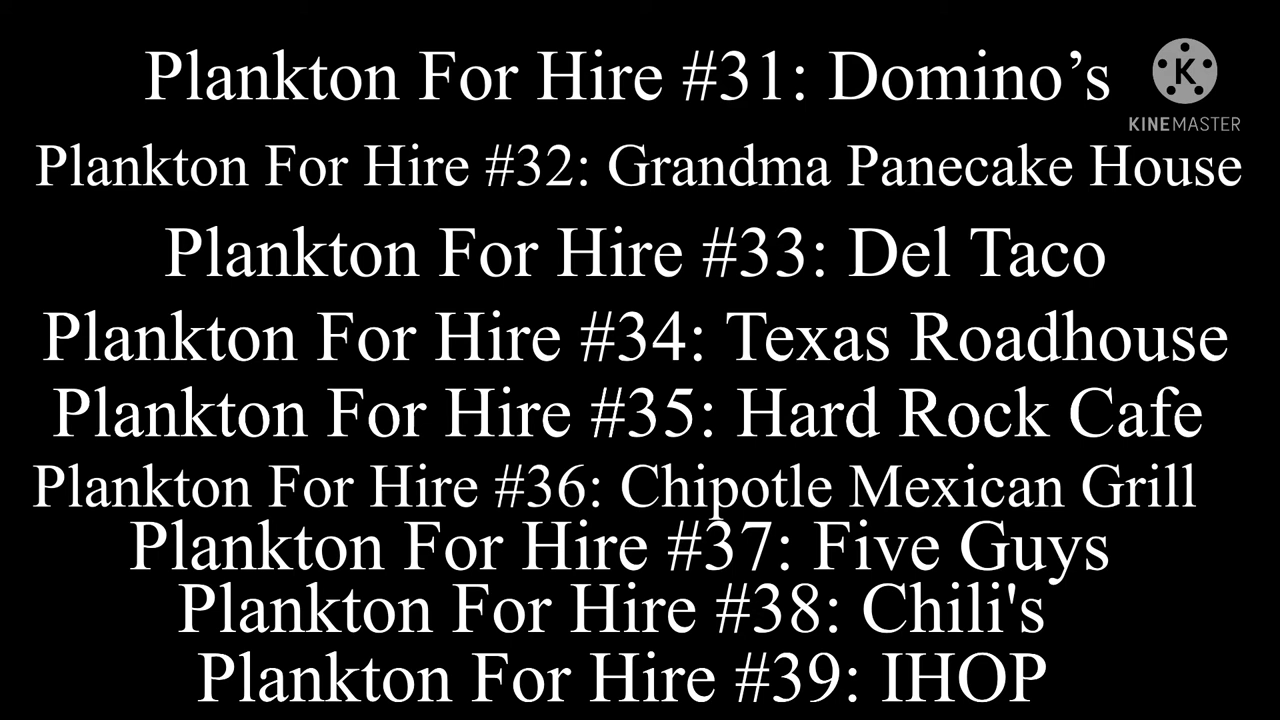 Plankton For Hire #31: Domino’s
K
KINEMASTER
Plankton For Hire #32: Grandma Panecake House
Plankton For Hire #33: Del Taco
Plankton For Hire #34: Texas Roadhouse
Plankton For Hire #35: Hard Rock Cafe
Plankton For Hire #36: Chipotle Mexican Grill
Plankton For Hire #37: Five Guys
Plankton For Hire #38: Chili's
Plankton For Hire #39: IHOP